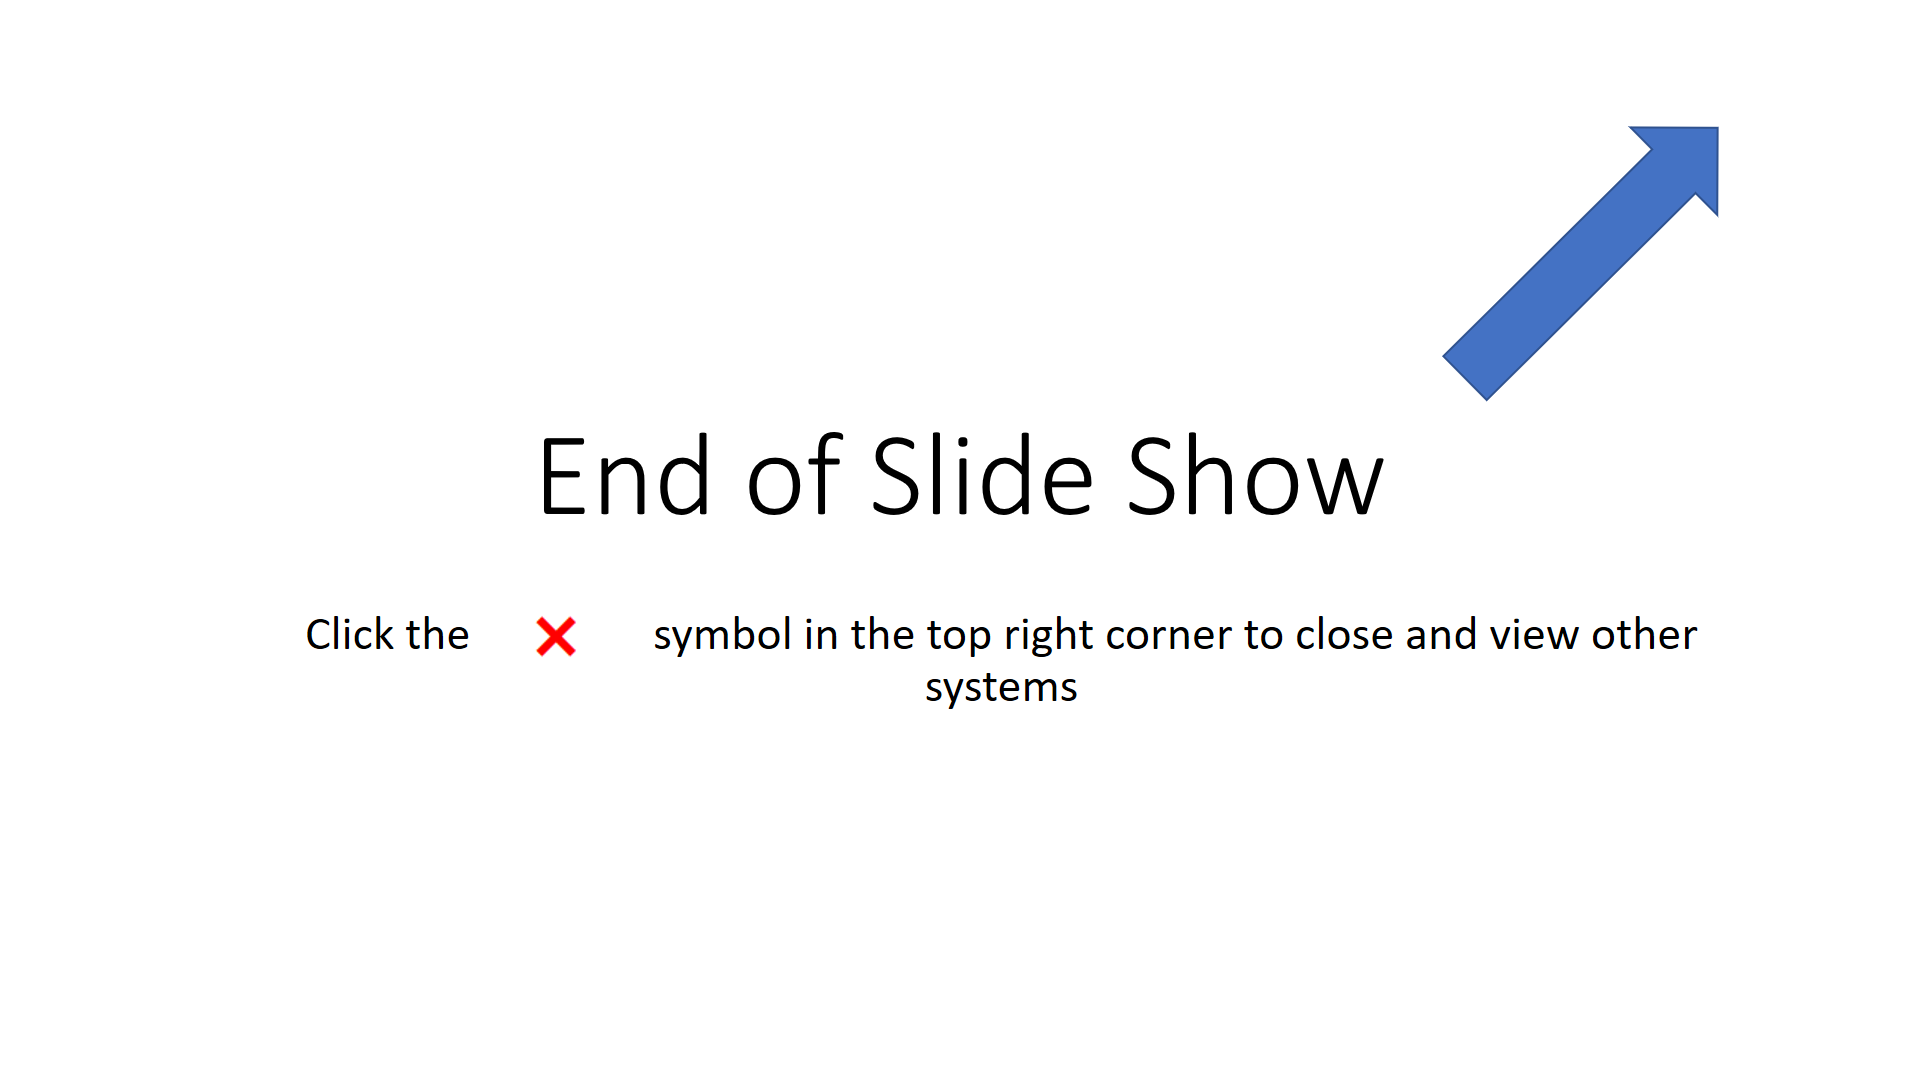 End of Slide Show
Click the ❌ symbol in the top right corner to close and view other
systems